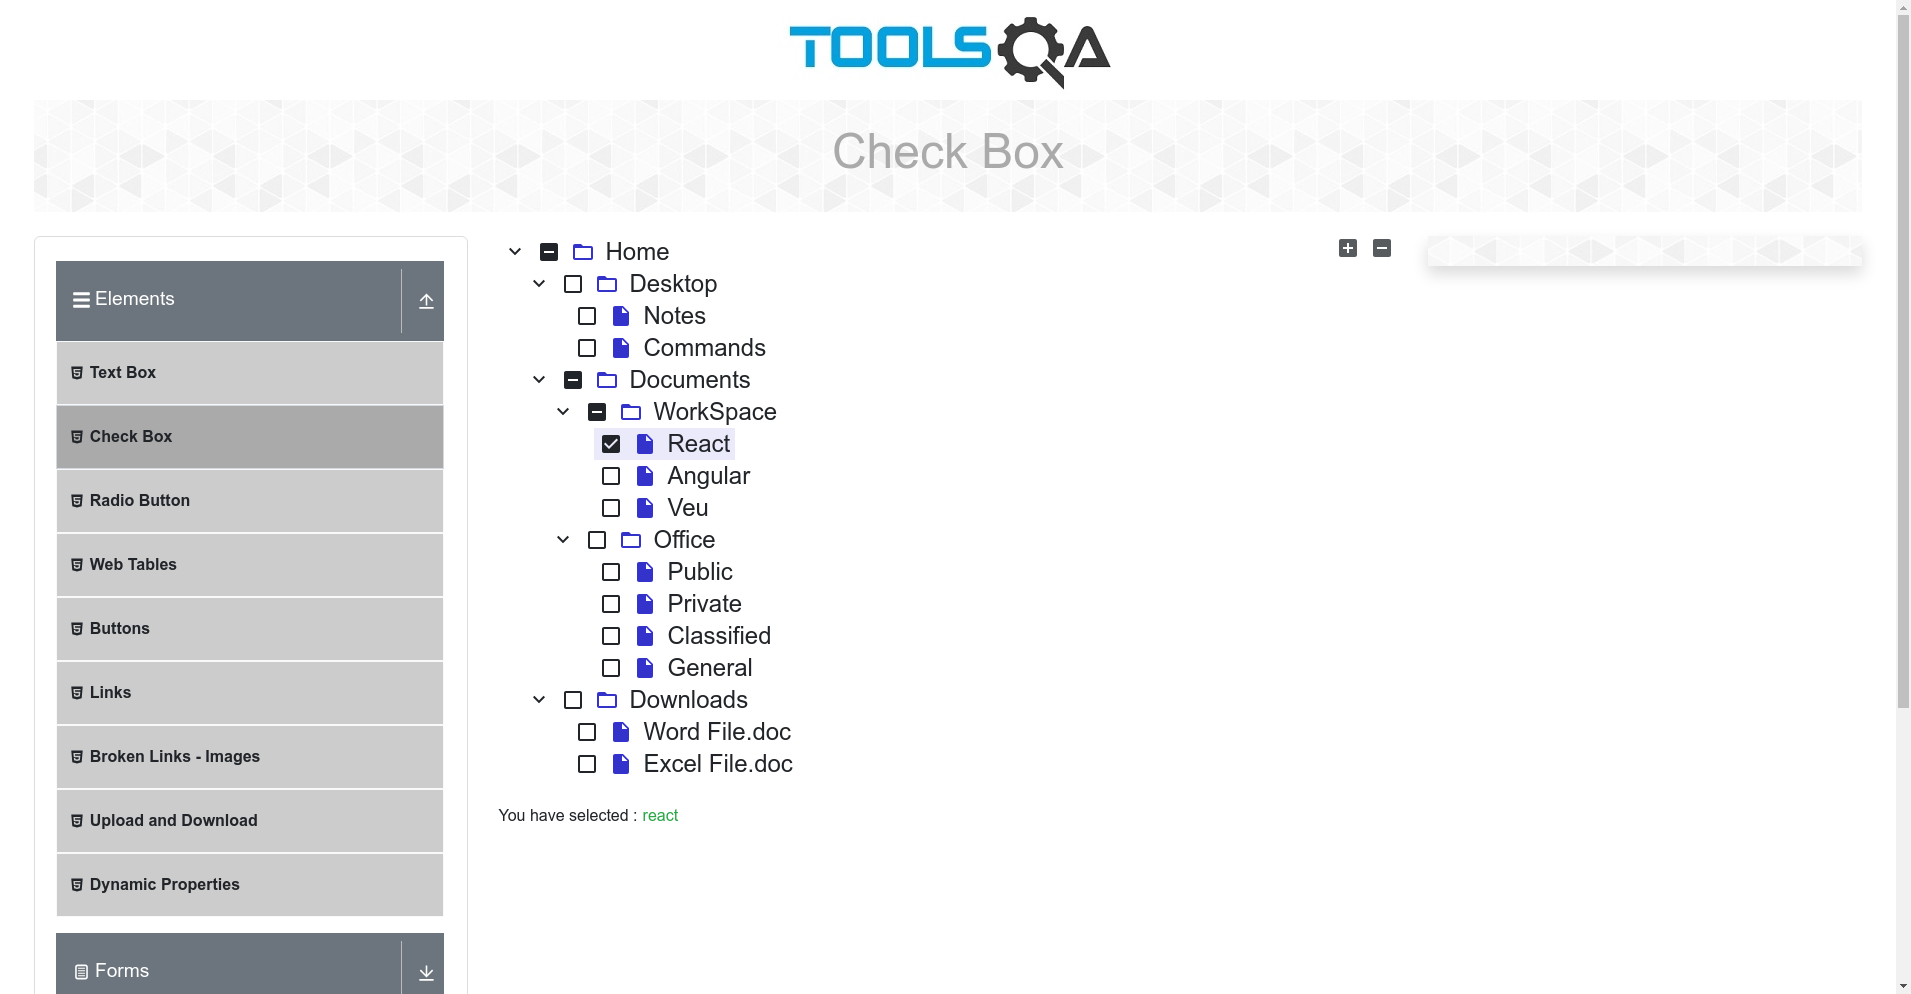 TOOLSQA
Check Box
Elements
Text Box
Check Box
Radio Button
Web Tables
Buttons
Links
Broken Links - Images
Upload and Download
Dynamic Properties
Forms
Home
Desktop
Notes
Commands
Documents
WorkSpace
React
Angular
Veu
Office
Public
Private
Classified
General
Downloads
Word File.doc
Excel File.doc
You have selected : react